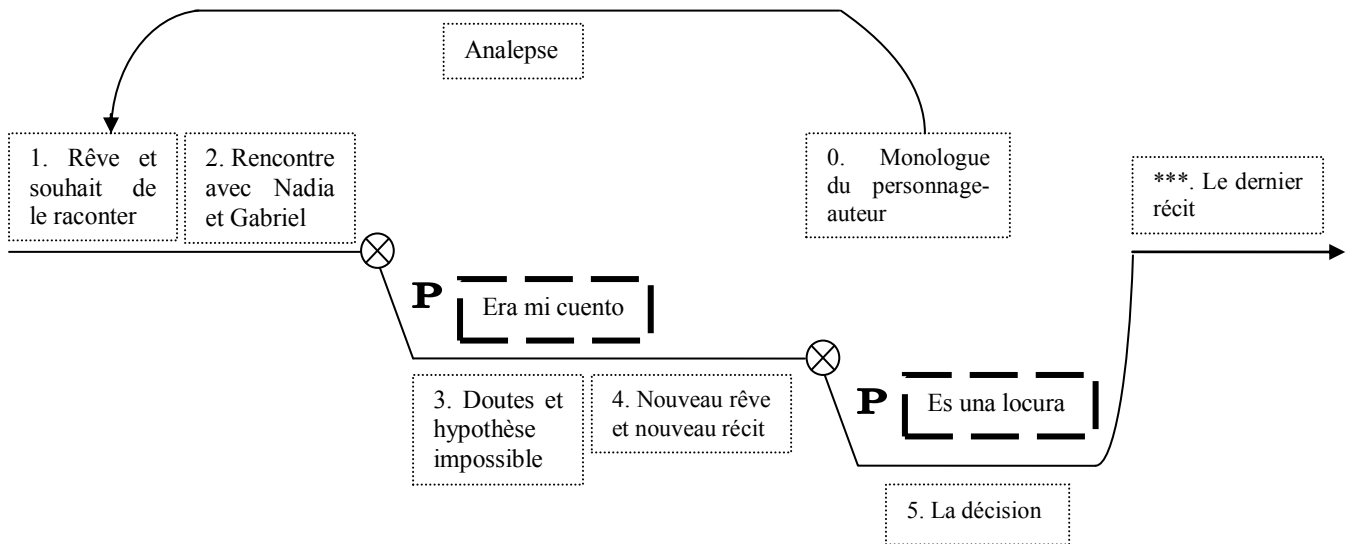 Analepse
1. Rêve et
souhait de
le raconter
2. Rencontre
avec Nadia
et Gabriel
0. Monologue
du personnage-
auteur
***. Le dernier
récit
P
Era mi cuento
3. Doutes et
hypothèse
impossible
4. Nouveau rêve
et nouveau récit
P
Es una locura
5. La décision